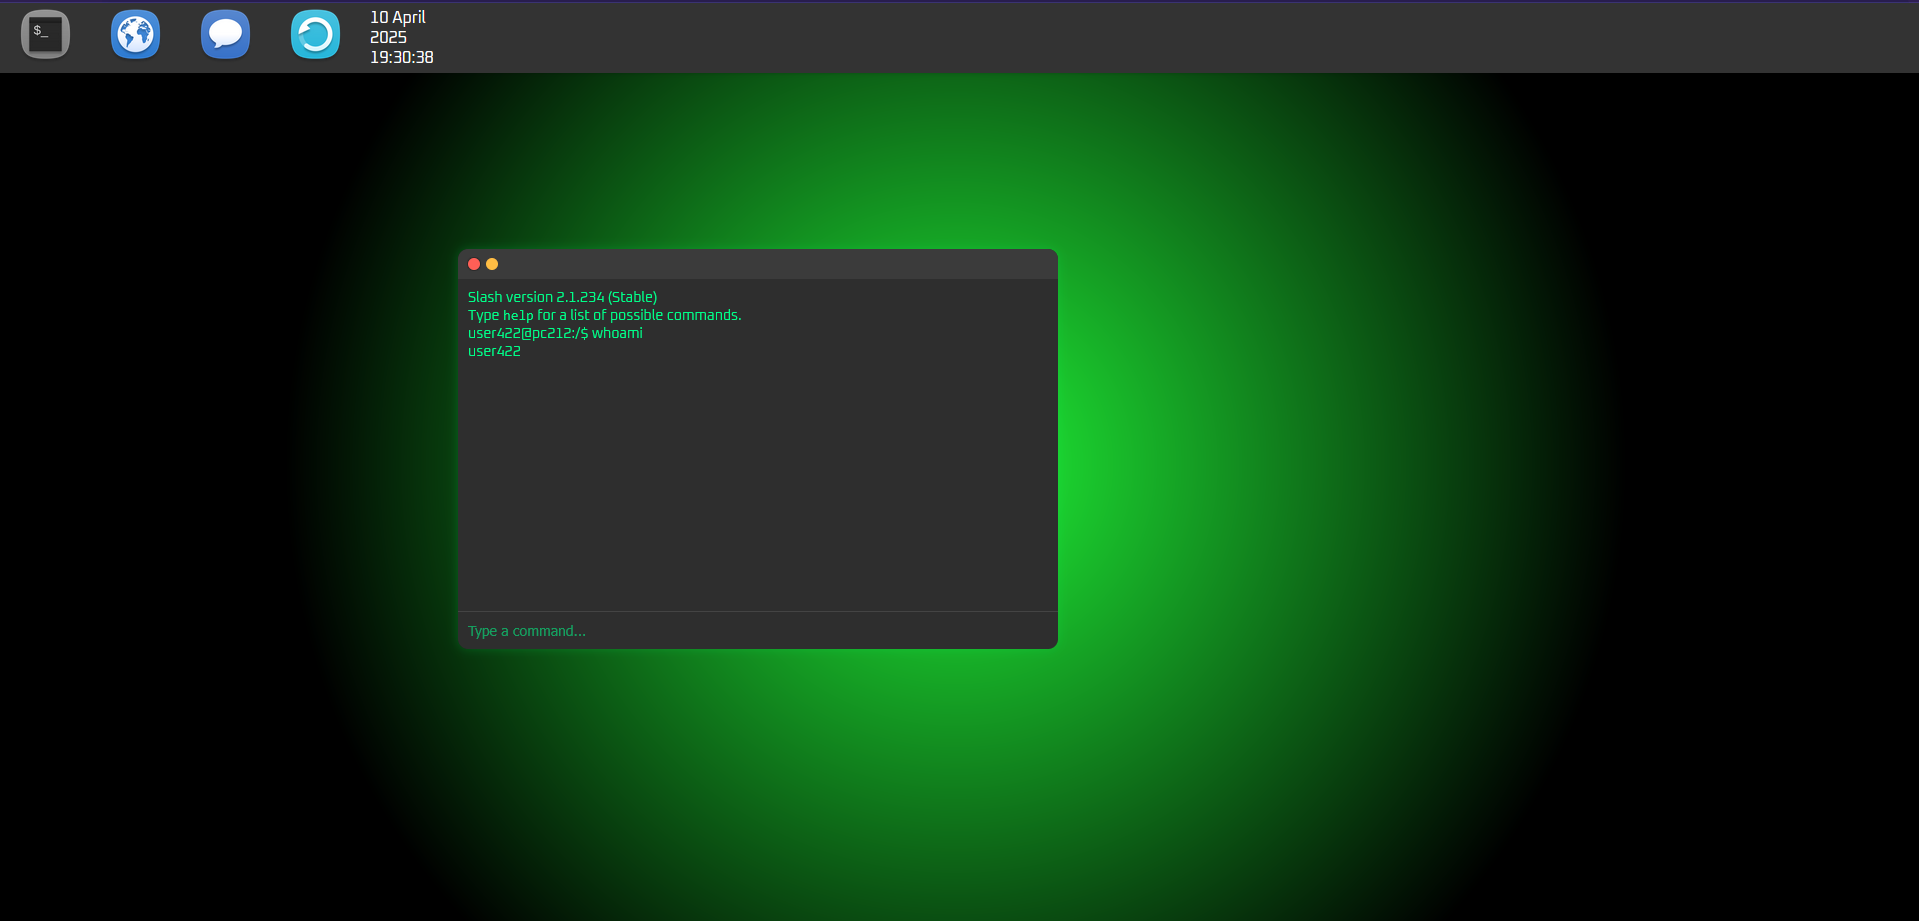 $_
10 April
2025
19:30:38
Slash version 2.1.234 (Stable)
Type help for a list of possible commands.
user422@pc212:/$ whoami
user422
Type a command...